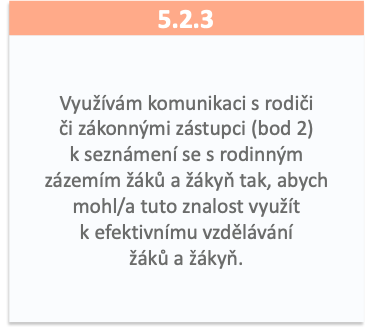 5.2.3
Využívám komunikaci s rodiči
či zákonnými zástupci (bod 2)
k seznámení se s rodinným
zázemím žáků a žákyň tak, abych
mohl/a tuto znalost využít
k efektivnímu vzdělávání
žáků a žákyň.